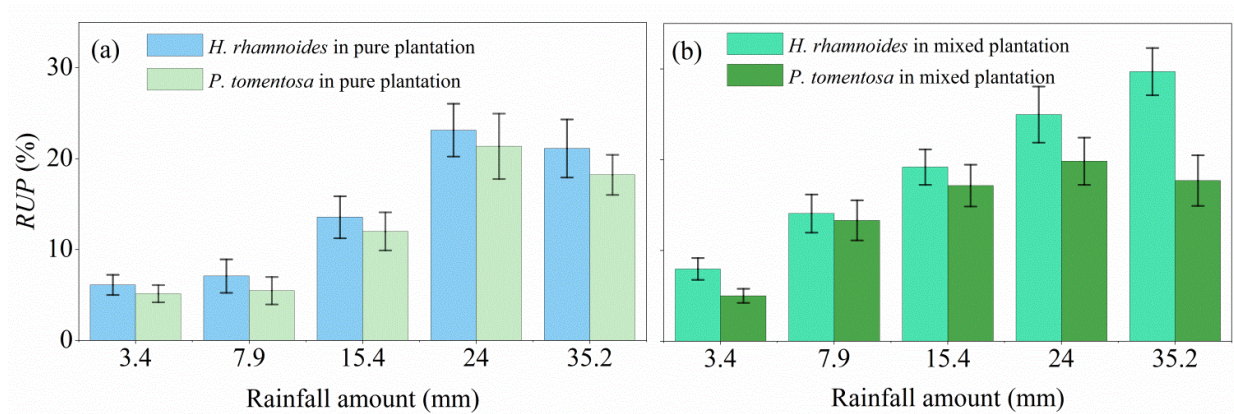 (a)
H. rhamnoides in pure plantation
P. tomentosa in pure plantation
RUP (%)
30
20
10
0
3.4 7.9 15.4 24 35.2
Rainfall amount (mm)
(b)
H. rhamnoides in mixed plantation
P. tomentosa in mixed plantation
3.4 7.9 15.4 24 35.2
Rainfall amount (mm)